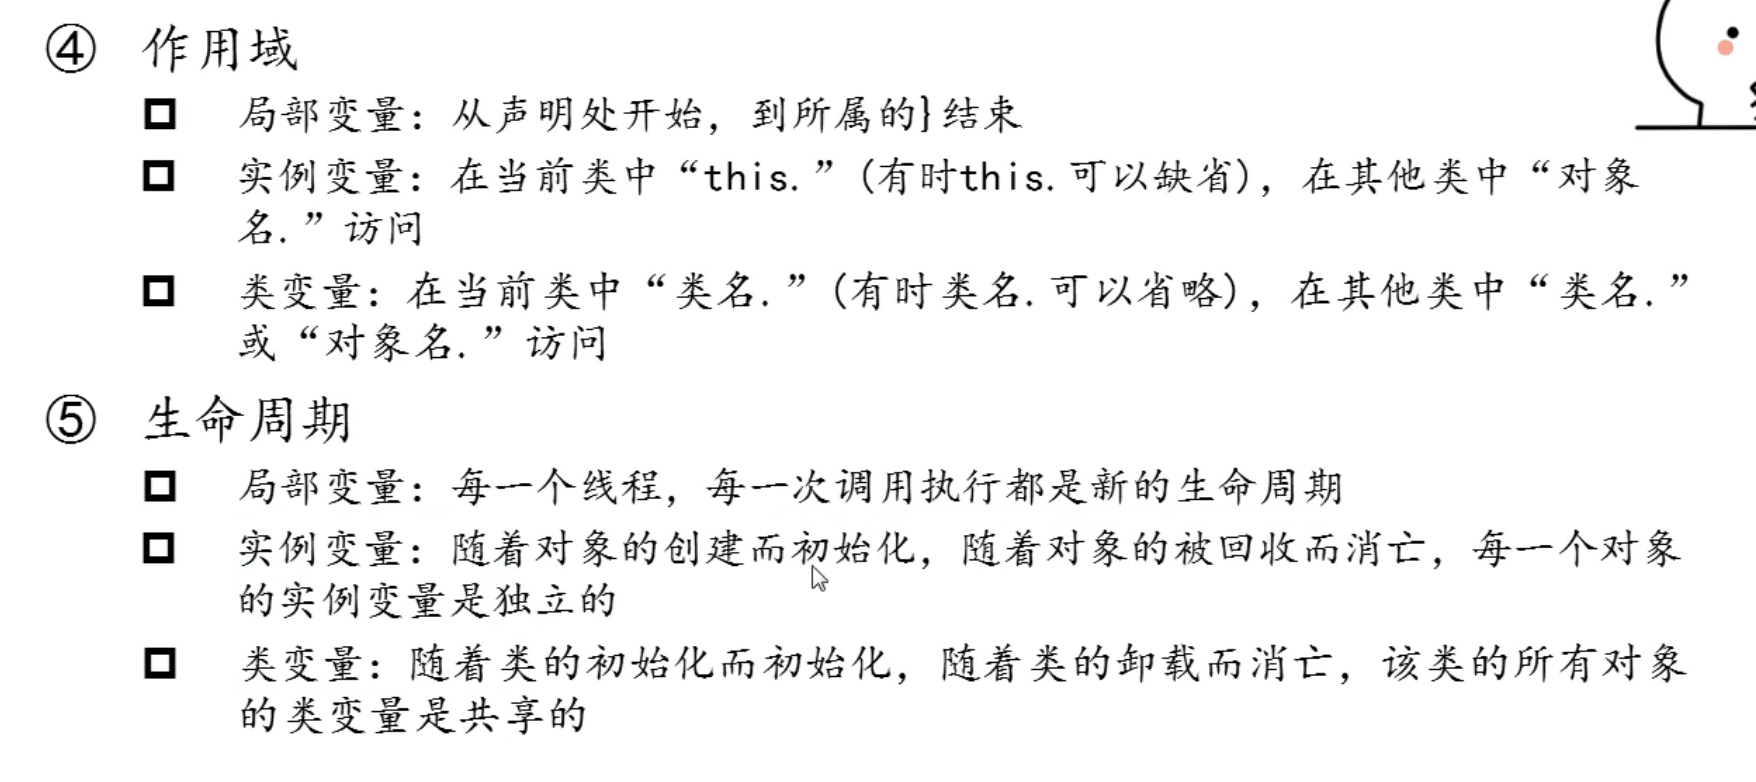 ④ 作用域
局部变量：从声明处开始，到所属的}结束
实例变量：在当前类中“this.”(有时this.可以缺省)，在其他类中“对象
名.”访问
类变量：在当前类中“类名.”(有时类名.可以省略)，在其他类中“类名.”
或“对象名.”访问
⑤ 生命周期
局部变量：每一个线程，每一次调用执行都是新的生命周期
实例变量：随着对象的创建而初始化，随着对象的被回收而消亡，每一个对象
的实例变量是独立的
类变量：随着类的初始化而初始化，随着类的卸载而消亡，该类的所有对象
的类变量是共享的